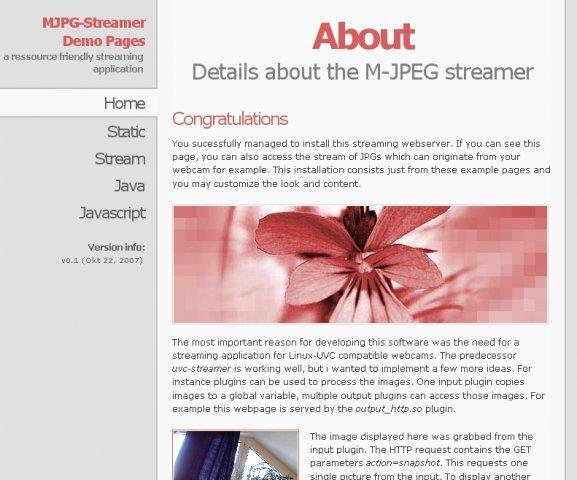 MJPG-Streamer
Demo Pages
a ressource friendly streaming
application
Home
Static
Stream
Java
Javascript
Version info:
v0.1 (Okt 22, 2007)
About
Details about the M-JPEG streamer
Congratulations
You sucessfully managed to install this streaming webserver. If you can see this
page, you can also access the stream of JPGs which can originate from your
webcam for example. This installation consists just from these example pages and
you may customize the look and content.
The most important reason for developing this software was the need for a
streaming application for Linux-UVC compatible webcams. The predecessor
uvc-streamer is working well, but i wanted to implement a few more ideas. For
instance plugins can be used to process the images. One input plugin copies
images to a global variable, multiple output plugins can access those images. For
example this webpage is served by the output_http.so plugin.
The image displayed here was grabbed from the
input plugin. The HTTP request contains the GET
parameters action=snapshot. This requests one
single picture from the input. To display another